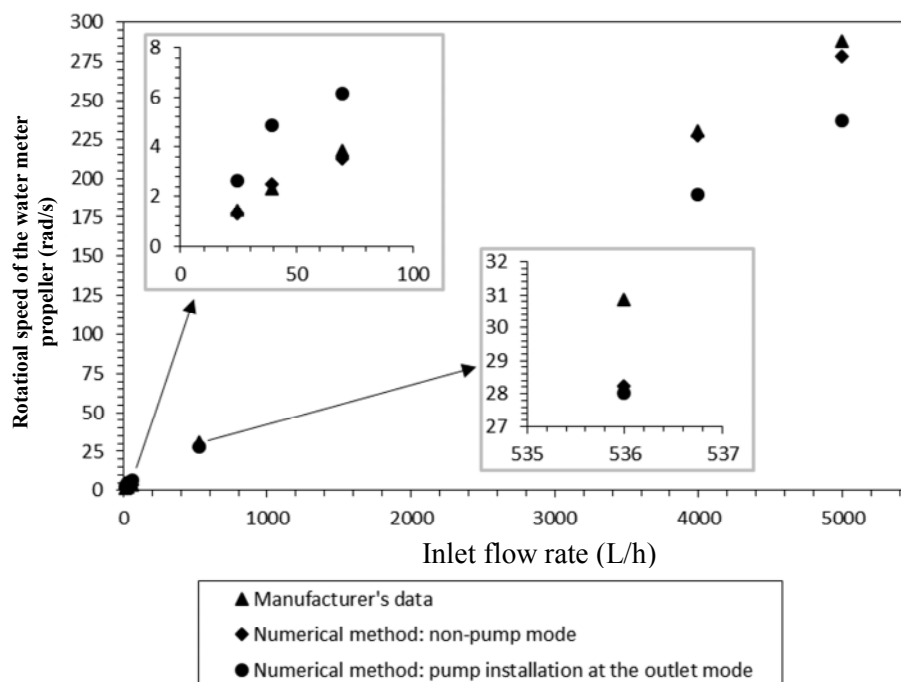 Rotatioal speed of the water meter
propeller (rad/s)
300
275
250
225
200
175
150
125
100
75
50
25
0
0 1000 2000 3000 4000 5000
Inlet flow rate (L/h)
8
6
4
2
0
0 50 100
32
31
30
29
28
27
535 536 537
Manufacturer's data
Numerical method: non-pump mode
Numerical method: pump installation at the outlet mode